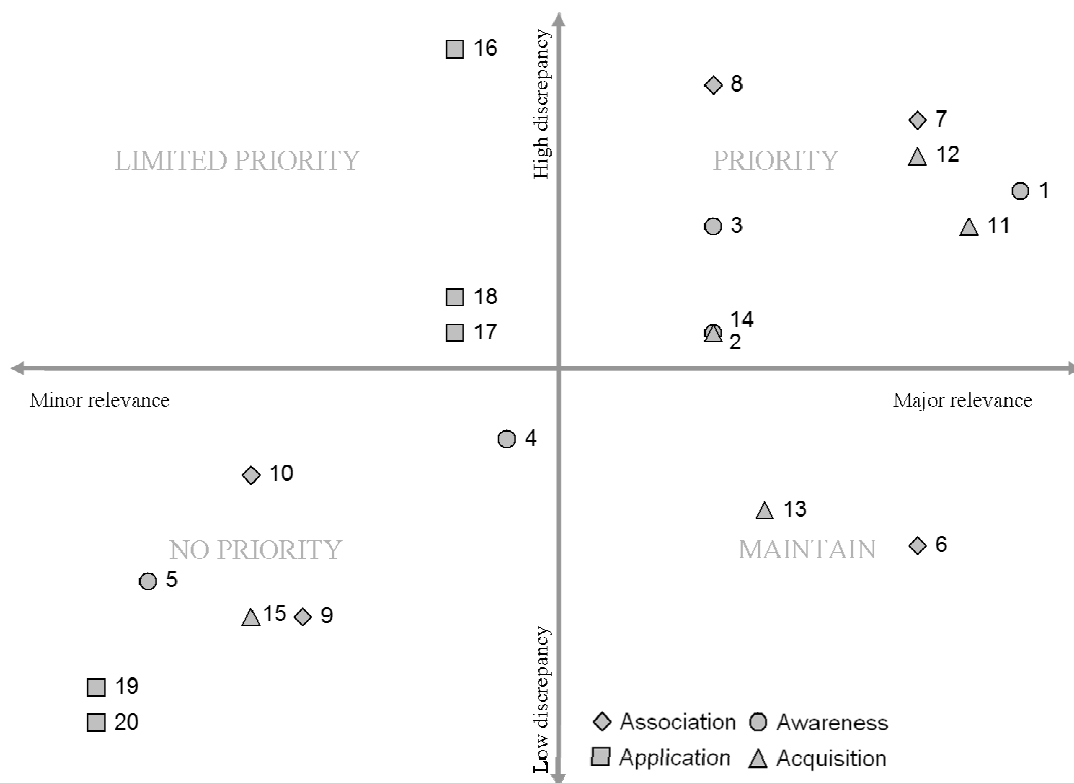 16
High discrepancy
8
7
LIMITED PRIORITY
PRIORITY
12
1
3
11
18
17
14
2
Minor relevance
Major relevance
4
10
13
NO PRIORITY
MAINTAIN
6
5
15
9
19
20
Low discrepancy
Association
Awareness
Application
Acquisition